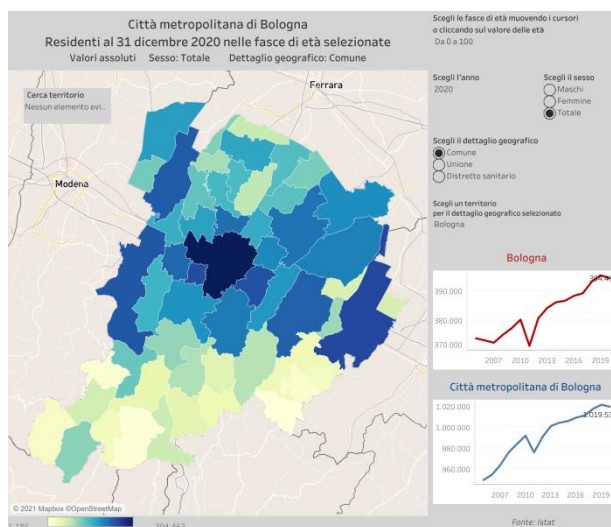 Città metropolitana di Bologna
Residenti al 31 dicembre 2020 nelle fasce di età selezionate
Valori assoluti Sesso: Totale Dettaglio geografico: Comune
Cerca territorio
Nessun elemento evi..
Ferrara
Modena
© 2021 Mapbox ©OpenStreetMap
Scegli le fasce di età muovendo i cursori
o cliccando sul valore delle età
Da 0 a 100
Scegli l'anno
2020
Scegli il sesso
Maschi
Femmine
Totale
Scegli il dettaglio geografico
Comune
Unione
Distretto sanitario
Scegli un territorio
per il dettaglio geografico selezionato
Bologna
Bologna
390.000
380.000
370.000
2007 2010 2013 2016 2019
Città metropolitana di Bologna
1.020.000
1.000.000
980.000
960.000
1.019.53
2007 2010 2013 2016 2019
Fonte: Istat